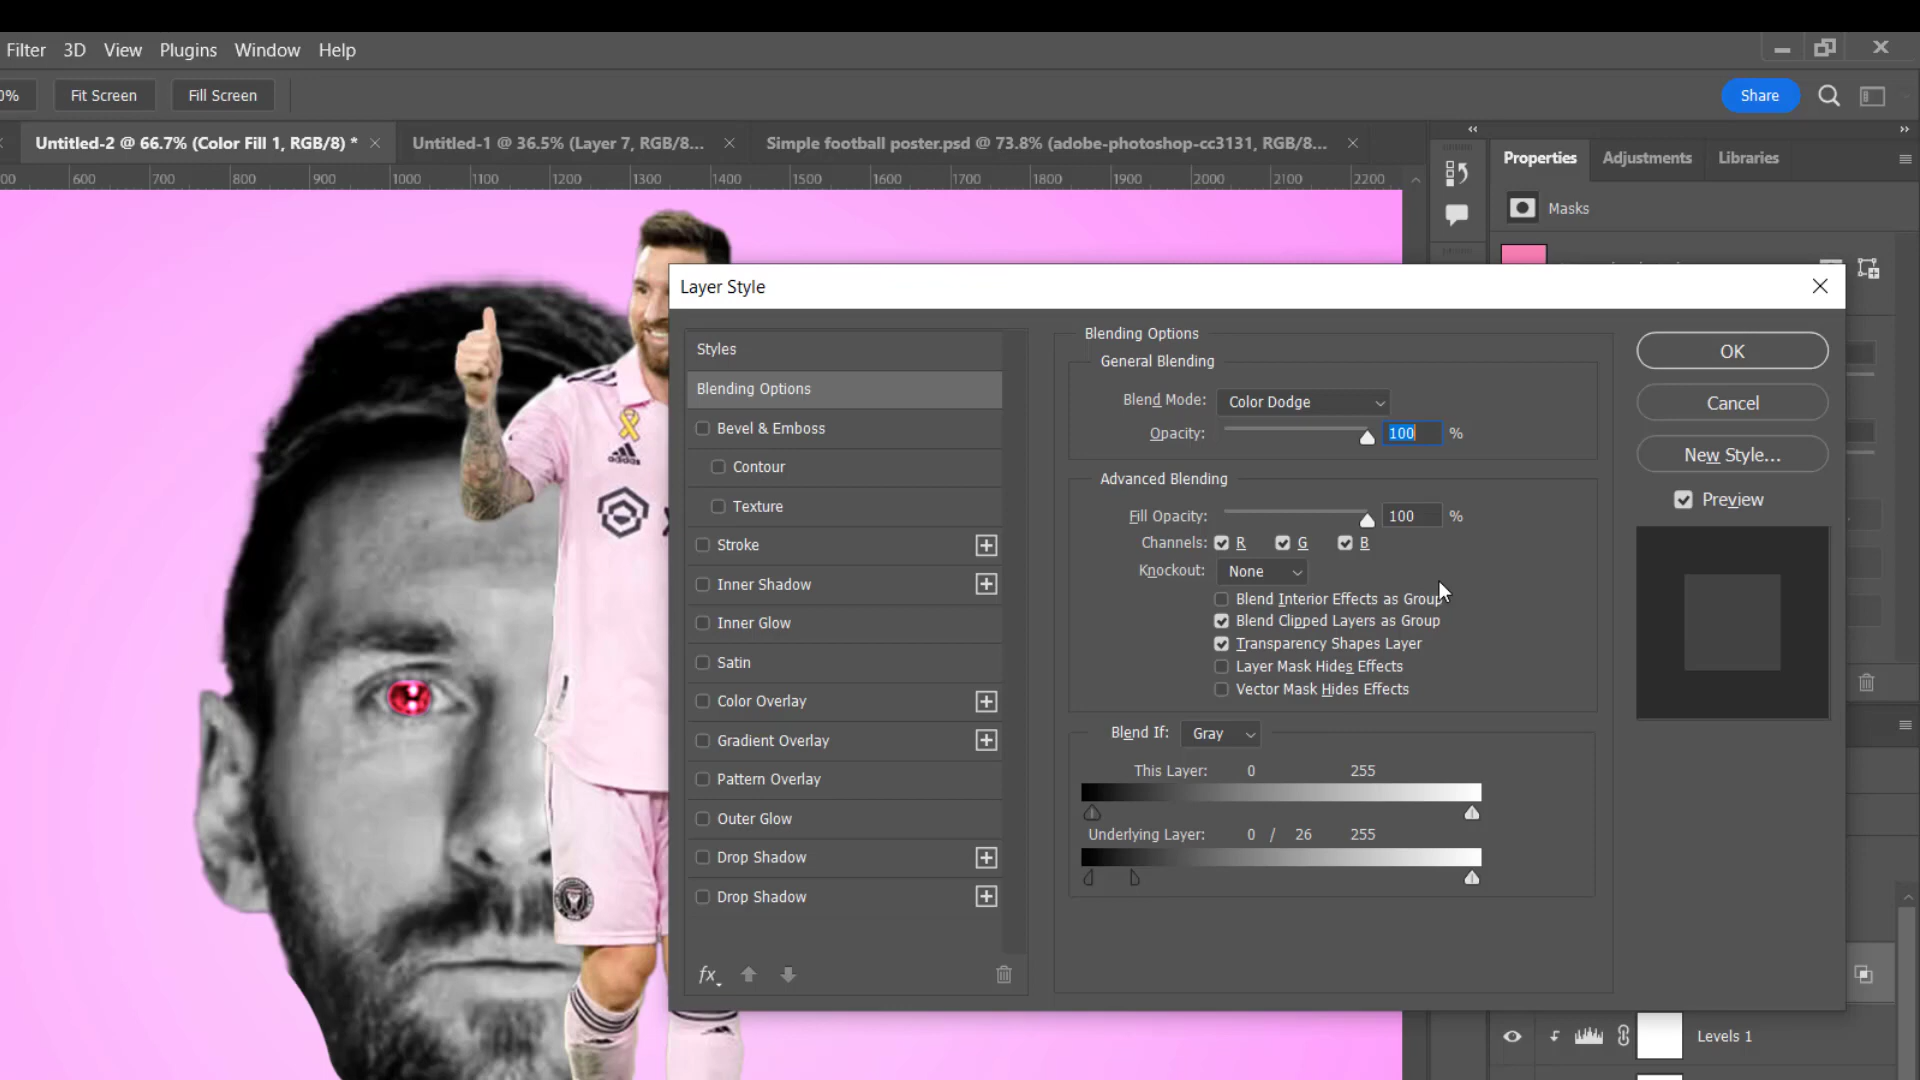 Filter 3D View Plugins Window Help
0% Fit Screen Fill Screen Share
Untitled-2 @ 66.7% (Color Fill 1, RGB/8) * Untitled-1 @ 36.5% (Layer 7, RGB/8... Simple football poster.psd @ 73.8% (adobe-photoshop-cc3131, RGB/8...
00 600 700 800 900 1000 1100 1200 1300 1400 1500 1600 1700 1800 1900 2000 2100 2200
Properties Adjustments Libraries
Masks
Layer Style
Styles
Blending Options
Bevel & Emboss
Contour
Texture
Stroke
Inner Shadow
Inner Glow
Satin
Color Overlay
Gradient Overlay
Pattern Overlay
Outer Glow
Drop Shadow
Drop Shadow
fx
Blending Options
General Blending
Blend Mode: Color Dodge
Opacity: 100 %
Advanced Blending
Fill Opacity: 100 %
Channels: R G B
Knockout: None
Blend Interior Effects as Group
Blend Clipped Layers as Group
Transparency Shapes Layer
Layer Mask Hides Effects
Vector Mask Hides Effects
Blend If: Gray
This Layer: 0 255
Underlying Layer: 0 / 26 255
OK
Cancel
New Style...
Preview
adidas
Levels 1